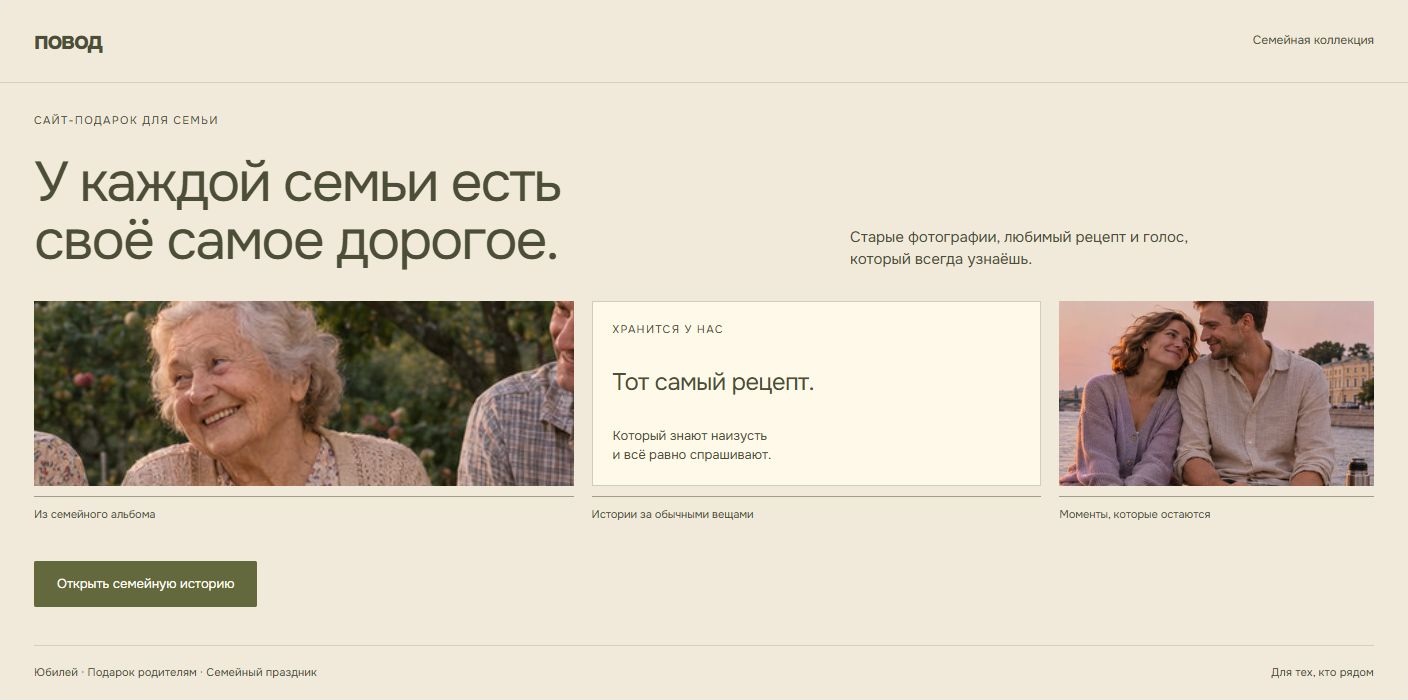 повод
Семейная коллекция
САЙТ-ПОДАРОК ДЛЯ СЕМЬИ
У каждой семьи есть
своё самое дорогое.
Старые фотографии, любимый рецепт и голос,
который всегда узнаёшь.
ХРАНИТСЯ У НАС
Тот самый рецепт.
Который знают наизусть
и всё равно спрашивают.
Из семейного альбома
Истории за обычными вещами
Моменты, которые остаются
Открыть семейную историю
Юбилей · Подарок родителям · Семейный праздник
Для тех, кто рядом